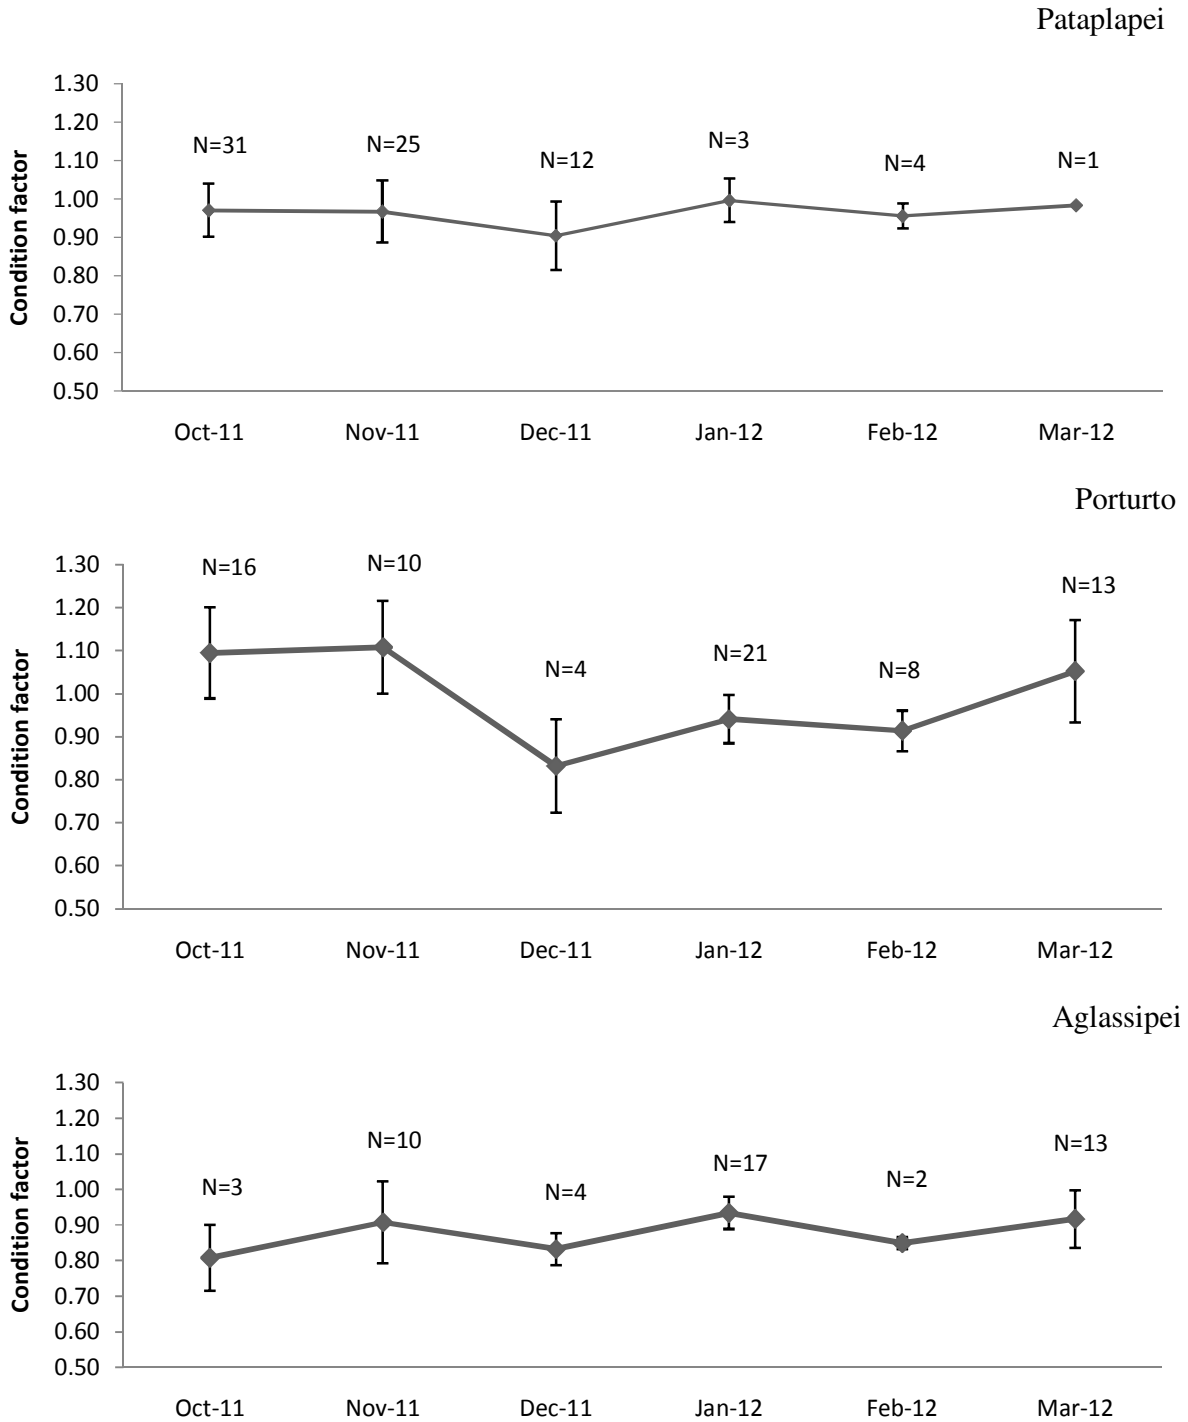 Pataplapei
1.30
1.20
1.10
1.00
0.90
0.80
0.70
0.60
0.50
Condition factor
N=31
N=25
N=12
N=3
N=4
N=1
Oct-11
Nov-11
Dec-11
Jan-12
Feb-12
Mar-12
Porturto
1.30
1.20
1.10
1.00
0.90
0.80
0.70
0.60
0.50
Condition factor
N=16
N=10
N=4
N=21
N=8
N=13
Oct-11
Nov-11
Dec-11
Jan-12
Feb-12
Mar-12
Aglassipei
1.30
1.20
1.10
1.00
0.90
0.80
0.70
0.60
0.50
Condition factor
N=3
N=10
N=4
N=17
N=2
N=13
Oct-11
Nov-11
Dec-11
Jan-12
Feb-12
Mar-12